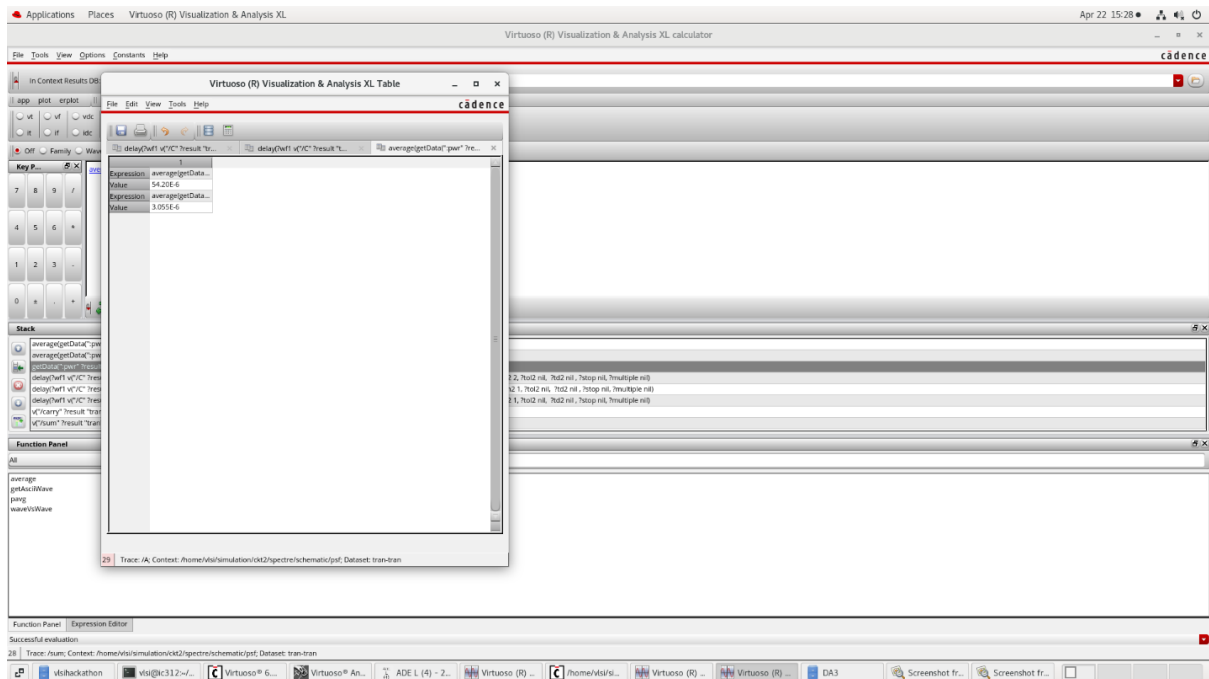 Applications Places Virtuoso (R) Visualization & Analysis XL Apr 22 15:28
Virtuoso (R) Visualization & Analysis XL calculator
File Tools View Options Constants Help cādence
In Context Results DB:
app plot erplot
vt vf vdc
it if idc
Off Family Wave
Key P...
7 8 9 /
4 5 6 *
1 2 3 -
0 ± . +
Virtuoso (R) Visualization & Analysis XL Table
File Edit View Tools Help cādence
delay(?wf1 v("/C" ?result "tr... delay(?wf1 v("/C" ?result "t... average(getData(":pwr" ?re...
1
Expression average(getData...
Value 54.20E-6
Expression average(getData...
Value 3.055E-6
29 Trace: /A; Context: /home/vlsi/simulation/ckt2/spectre/schematic/psf; Dataset: tran-tran
Stack
average(getData(":pw
average(getData(":pw
getData(":pwr" ?resul
delay(?wf1 v("/C" ?res 2, ?tol2 nil, ?td2 nil , ?stop nil, ?multiple nil)
delay(?wf1 v("/C" ?res 1, ?tol2 nil, ?td2 nil , ?stop nil, ?multiple nil)
delay(?wf1 v("/C" ?res 1, ?tol2 nil, ?td2 nil , ?stop nil, ?multiple nil)
v("/carry" ?result "tran
v("/sum" ?result "tran
Function Panel
All
average
getAsciiWave
pavg
waveVsWave
Function Panel Expression Editor
Successful evaluation
28 Trace: /sum; Context: /home/vlsi/simulation/ckt2/spectre/schematic/psf; Dataset: tran-tran
vlsihackathon vlsi@ic312:~/... Virtuoso® 6... Virtuoso® An... ADE L (4) - 2... Virtuoso (R) ... /home/vlsi/si... Virtuoso (R) ... Virtuoso (R) ... DA3 Screenshot fr... Screenshot fr...